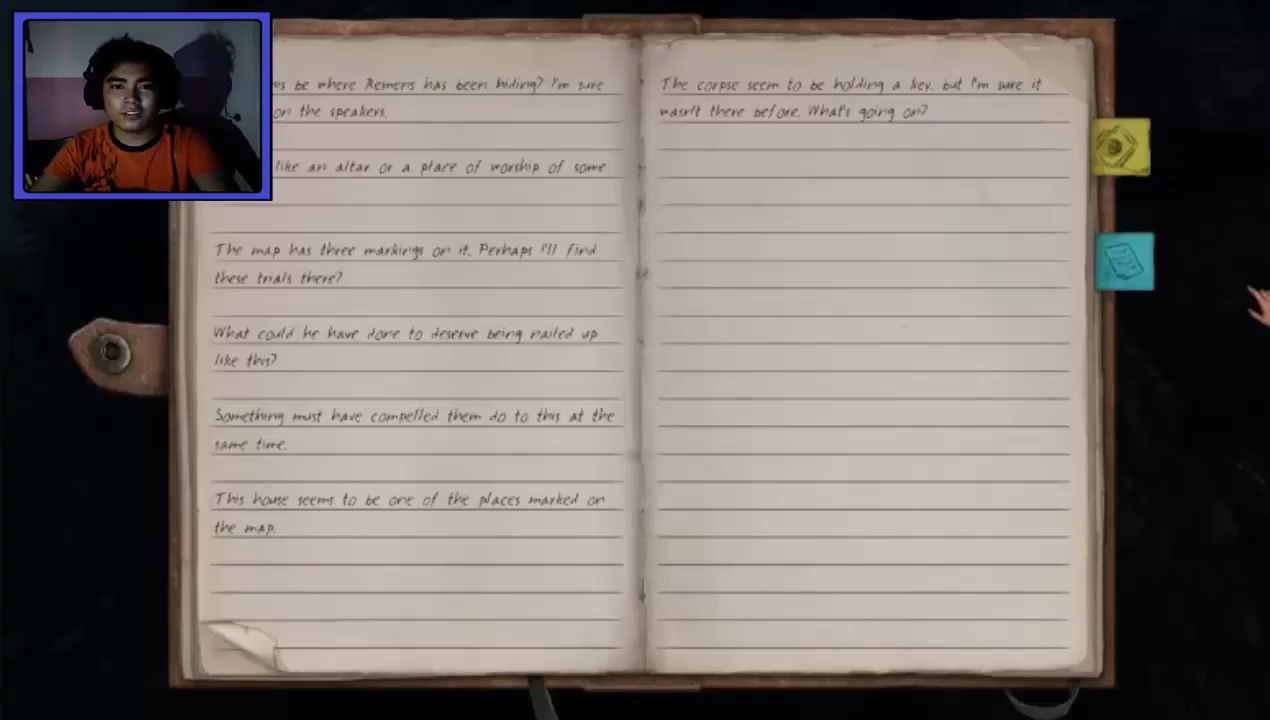 is be where Remeris has been hiding? I'm sure
on the speakers.
like an altar or a place of worship of some
The map has three markings on it. Perhaps I'll find
these trials there?
What could he have done to deserve being nailed up
like this?
Something must have compelled them do to this at the
same time.
This house seems to be one of the places marked on
the map.
The corpse seem to be holding a key, but I'm sure it
wasn't there before. What's going on?